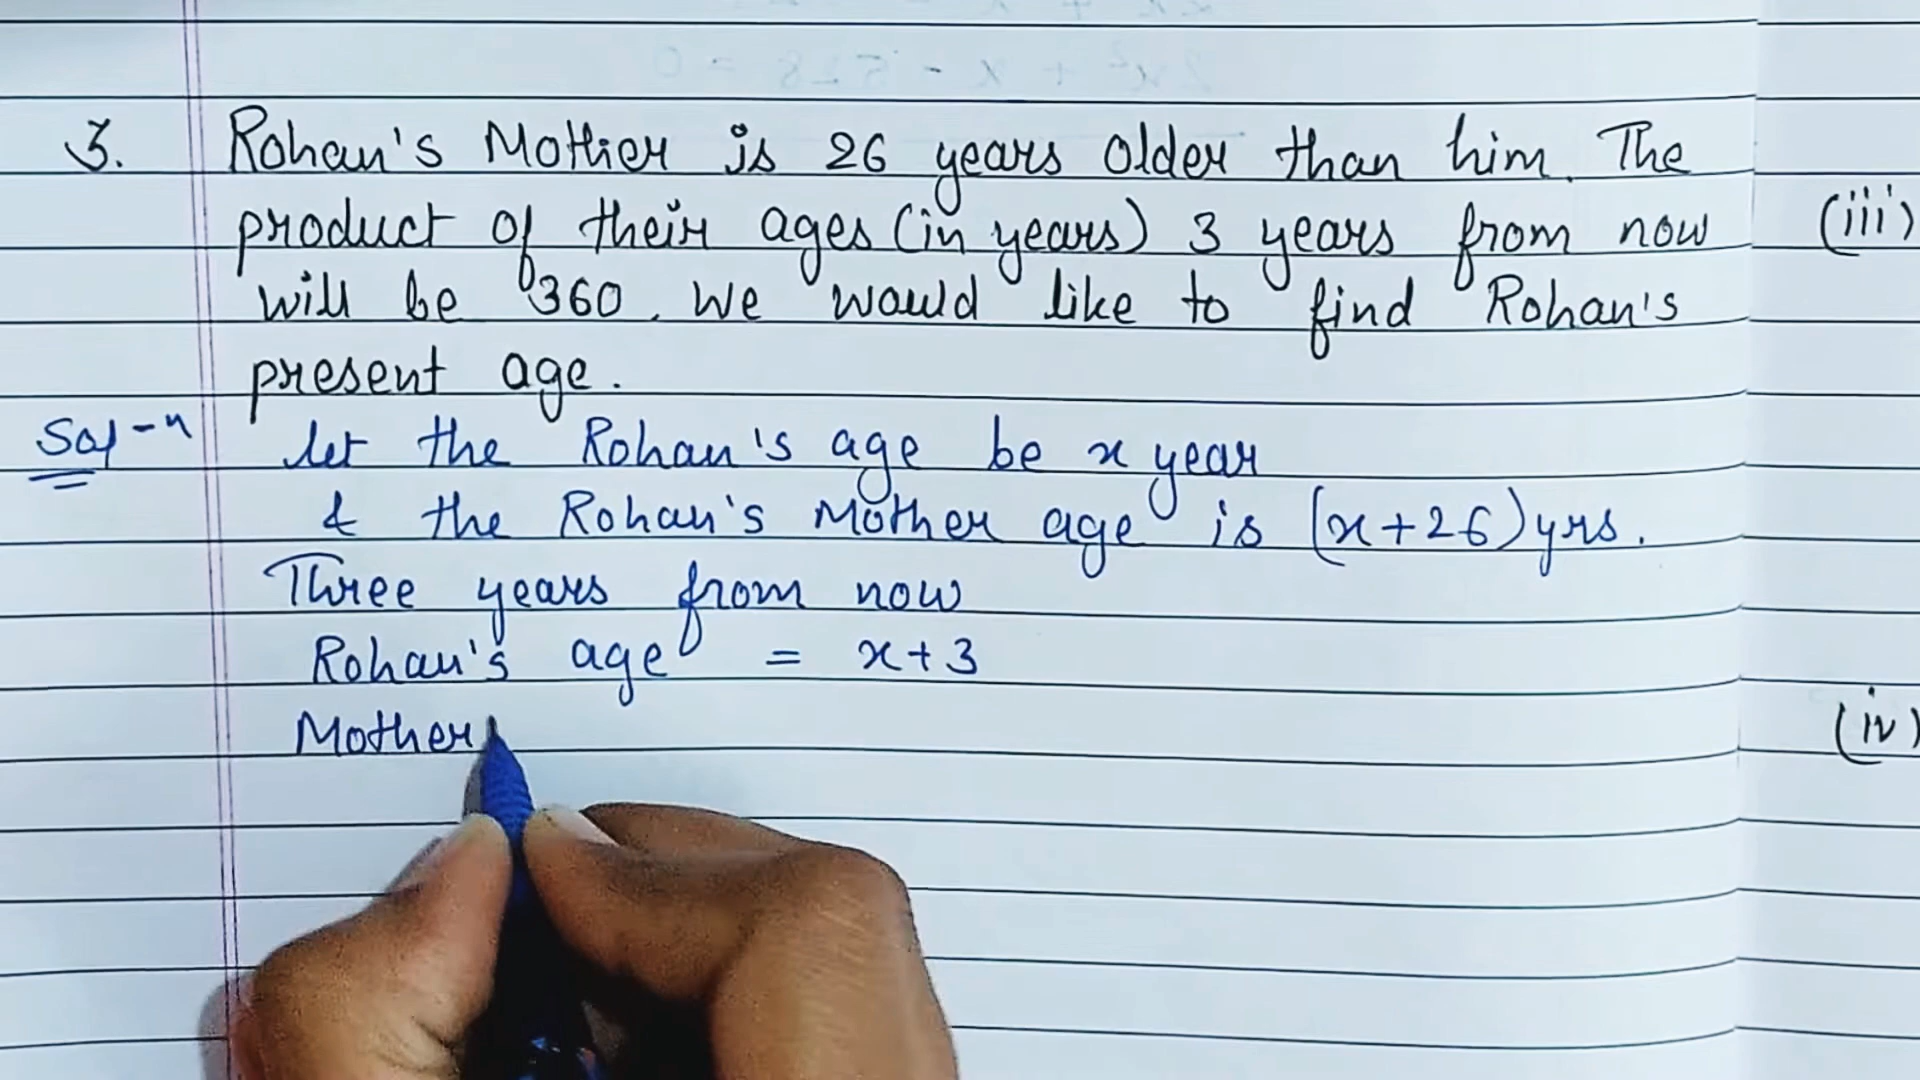 3. Rohan's Mother is 26 years older than him. The
product of their ages (in years) 3 years from now
will be 360. We would like to find Rohan's
present age.
Sol-n let the Rohan's age be x year
& the Rohan's Mother age is (x+26) yrs.
Three years from now
Rohan's age = x+3
Mother
(iii)
(iv)